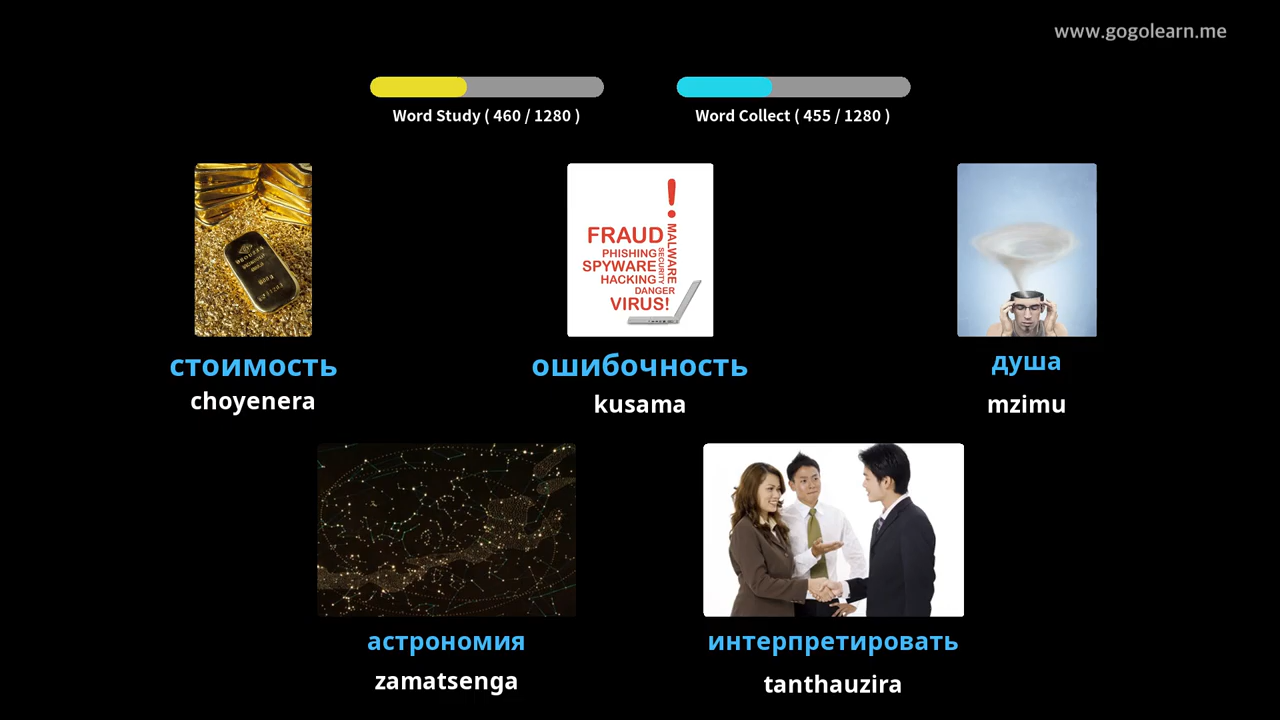 www.gogolearn.me
Word Study ( 460 / 1280 )
Word Collect ( 455 / 1280 )
!
FRAUD
MALWARE
PHISHING
SECURITY
SPYWARE
HACKING
DANGER
VIRUS!
стоимость
choyenera
ошибочность
kusama
душа
mzimu
астрономия
zamatsenga
интерпретировать
tanthauzira